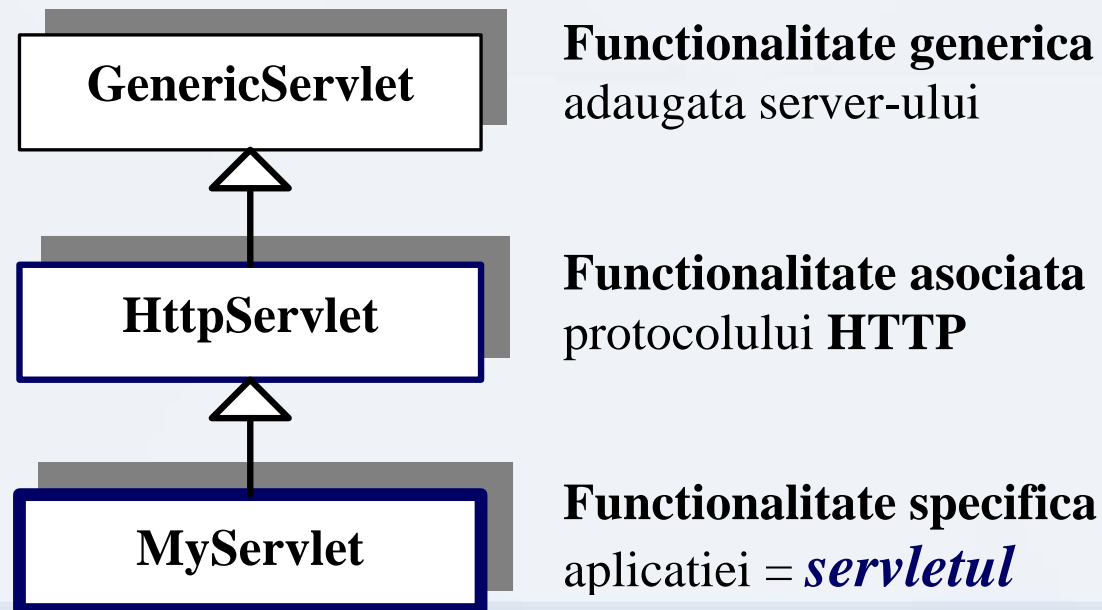 GenericServlet
Functionalitate generica
adaugata server-ului
HttpServlet
Functionalitate asociata
protocolului HTTP
MyServlet
Functionalitate specifica
aplicatiei = servletul